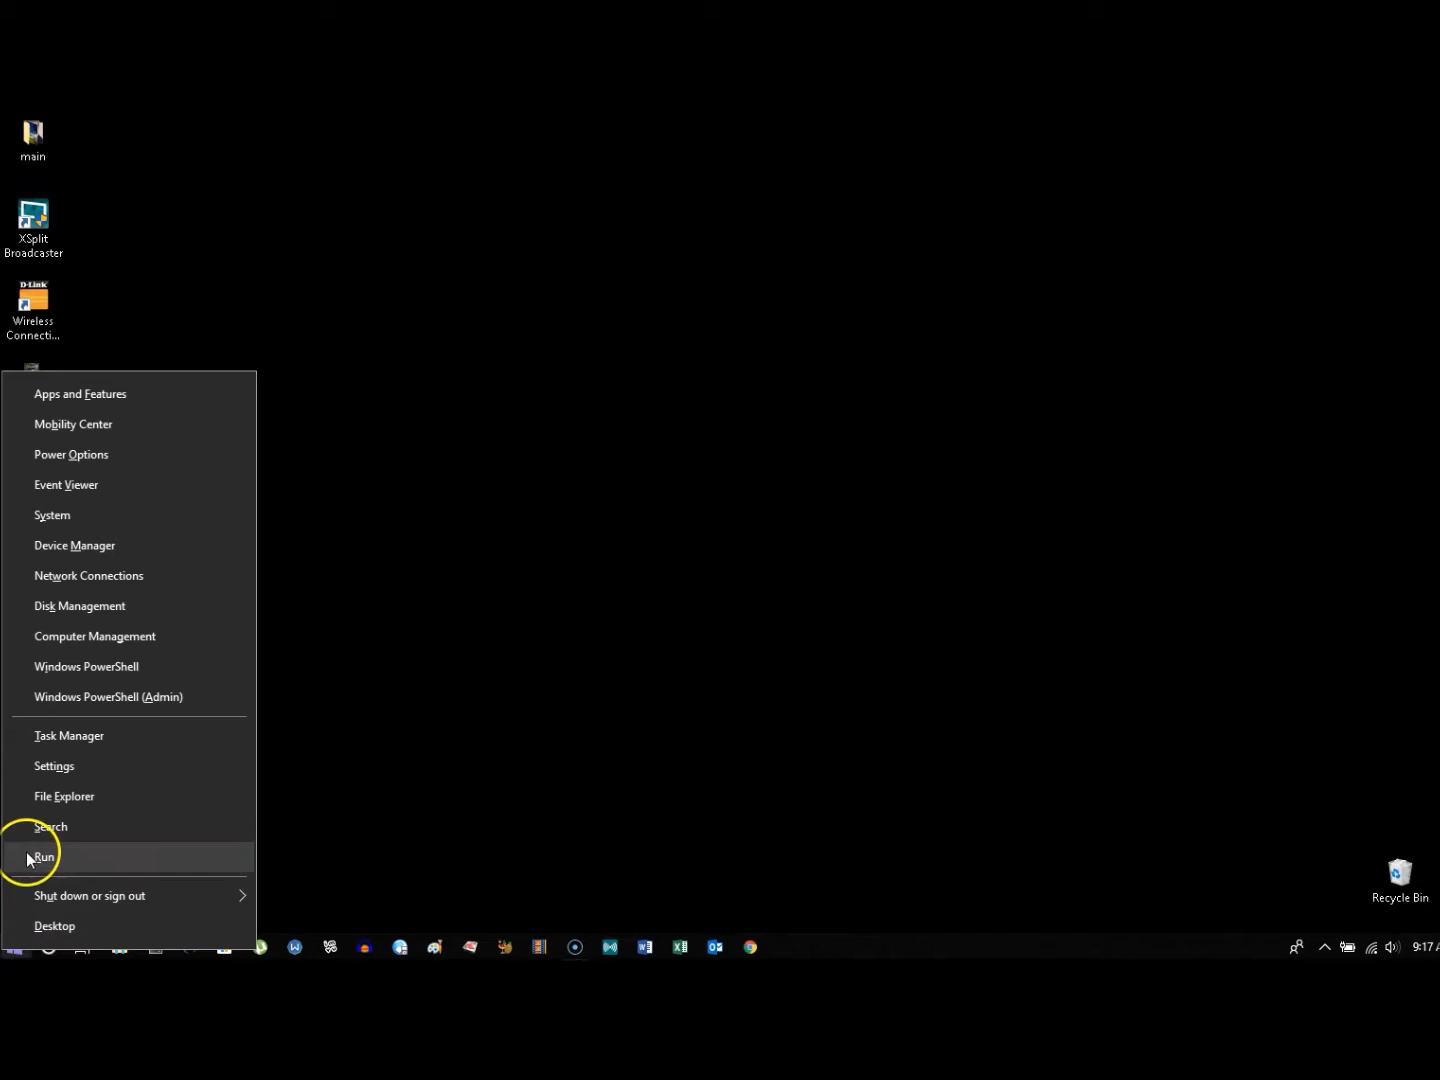 main
XSplit
Broadcaster
D-Link
Wireless
Connecti...
Apps and Features
Mobility Center
Power Options
Event Viewer
System
Device Manager
Network Connections
Disk Management
Computer Management
Windows PowerShell
Windows PowerShell (Admin)
Task Manager
Settings
File Explorer
Search
Run
Shut down or sign out
Desktop
Recycle Bin
9:17